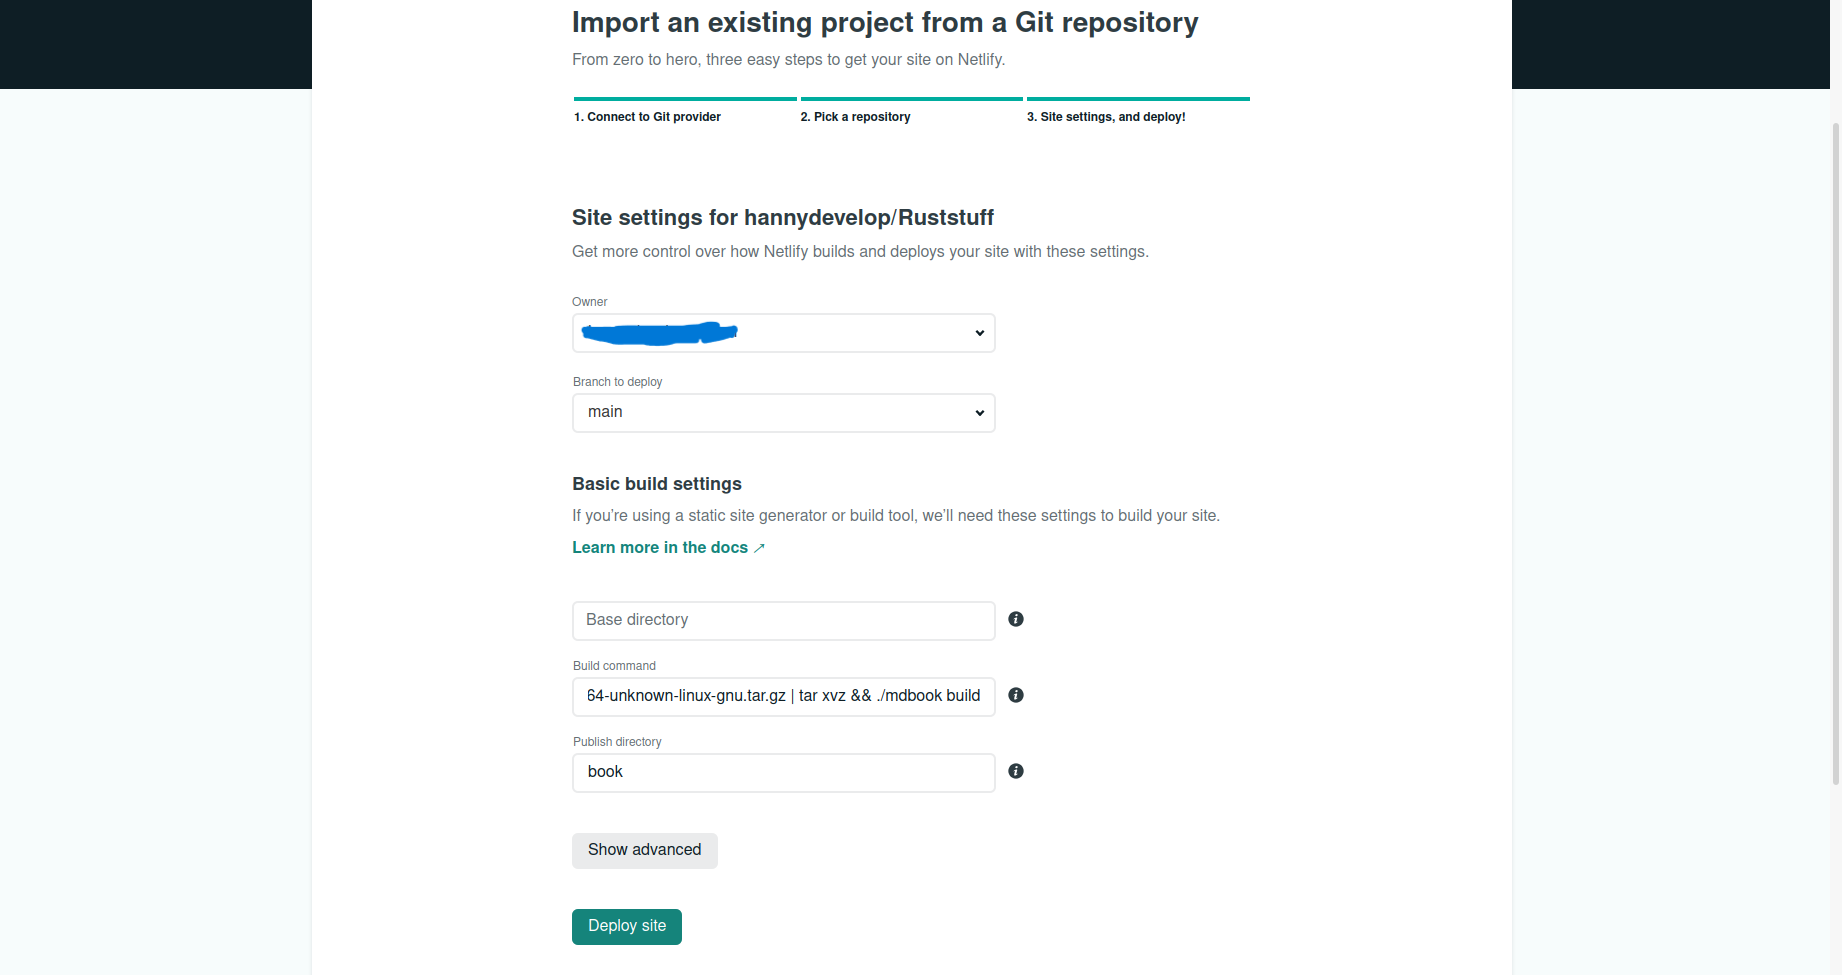 Import an existing project from a Git repository
From zero to hero, three easy steps to get your site on Netlify.
1. Connect to Git provider
2. Pick a repository
3. Site settings, and deploy!
Site settings for hannydevelop/Ruststuff
Get more control over how Netlify builds and deploys your site with these settings.
Owner
Branch to deploy
main
Basic build settings
If you’re using a static site generator or build tool, we’ll need these settings to build your site.
Learn more in the docs ↗
Base directory
Build command
64-unknown-linux-gnu.tar.gz | tar xvz && ./mdbook build
Publish directory
book
Show advanced
Deploy site